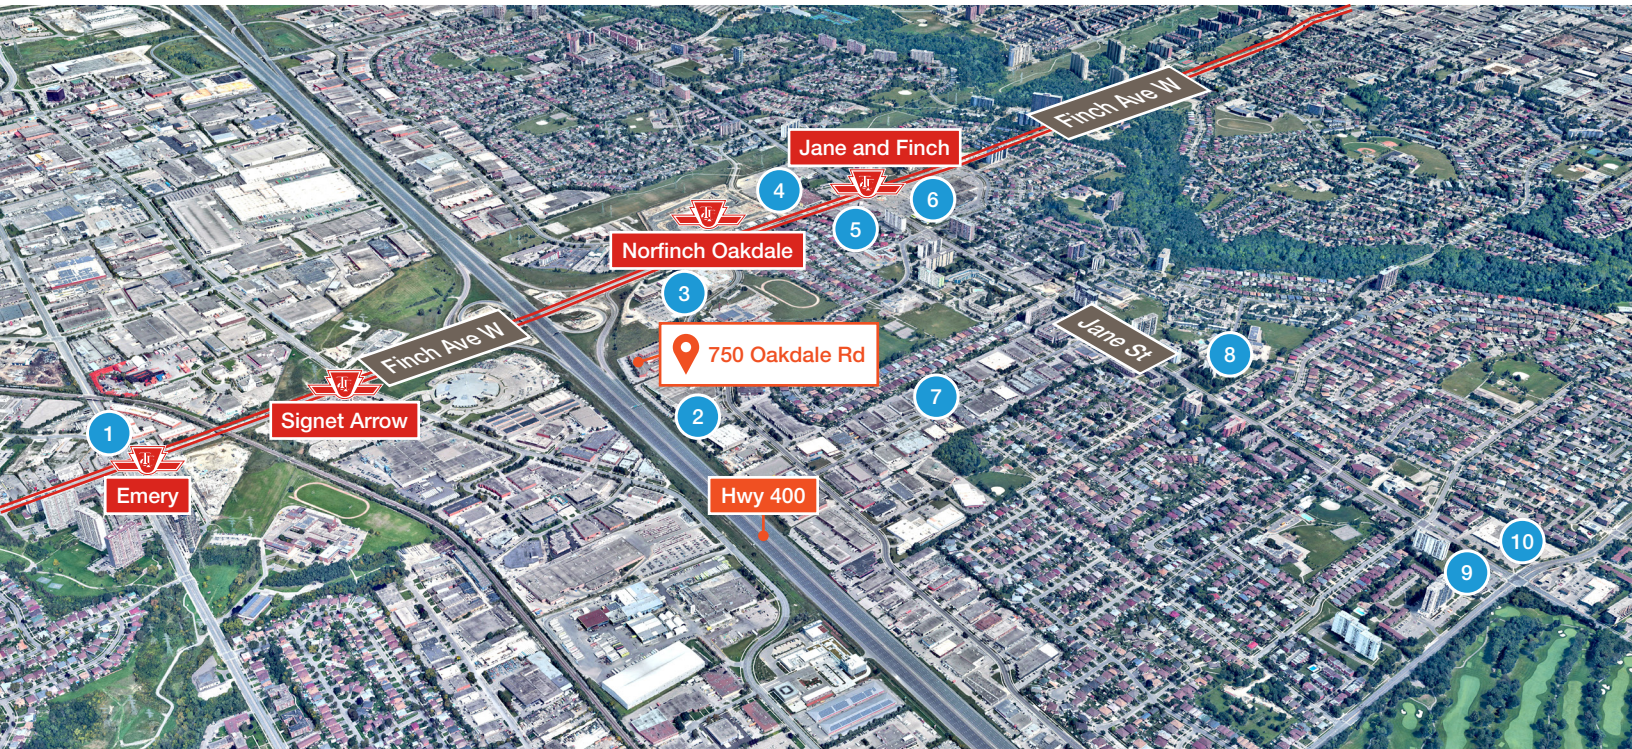 Finch Ave W
Jane and Finch
4
6
5
Norfinch Oakdale
3
Finch Ave W
750 Oakdale Rd
Jane St
8
Signet Arrow
7
2
1
Emery
Hwy 400
10
9